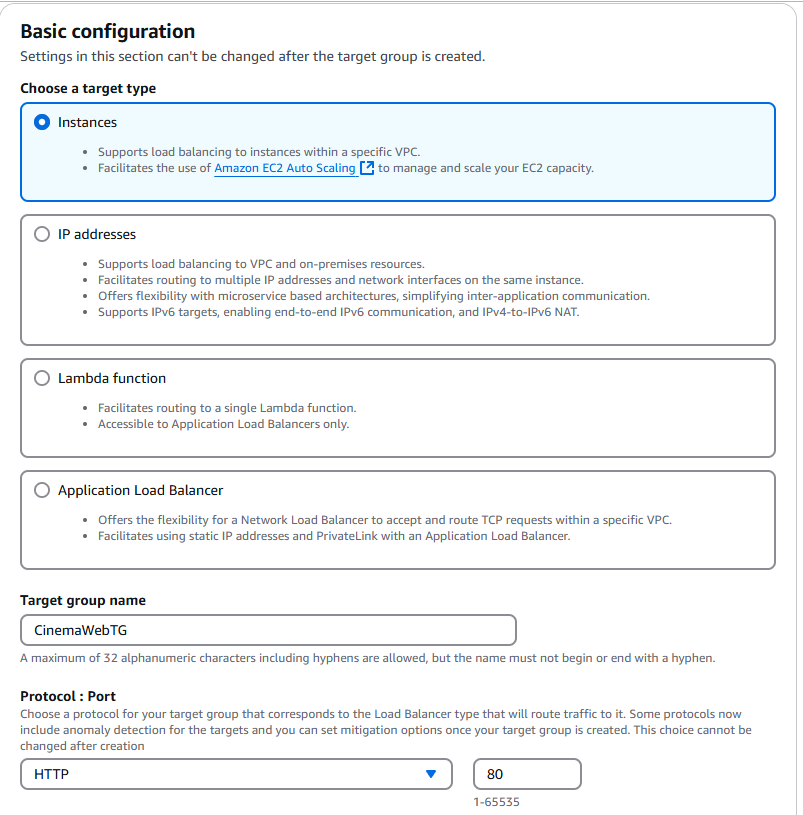 Basic configuration
Settings in this section can't be changed after the target group is created.
Choose a target type
Instances
• Supports load balancing to instances within a specific VPC.
• Facilitates the use of Amazon EC2 Auto Scaling to manage and scale your EC2 capacity.
IP addresses
• Supports load balancing to VPC and on-premises resources.
• Facilitates routing to multiple IP addresses and network interfaces on the same instance.
• Offers flexibility with microservice based architectures, simplifying inter-application communication.
• Supports IPv6 targets, enabling end-to-end IPv6 communication, and IPv4-to-IPv6 NAT.
Lambda function
• Facilitates routing to a single Lambda function.
• Accessible to Application Load Balancers only.
Application Load Balancer
• Offers the flexibility for a Network Load Balancer to accept and route TCP requests within a specific VPC.
• Facilitates using static IP addresses and PrivateLink with an Application Load Balancer.
Target group name
CinemaWebTG
A maximum of 32 alphanumeric characters including hyphens are allowed, but the name must not begin or end with a hyphen.
Protocol : Port
Choose a protocol for your target group that corresponds to the Load Balancer type that will route traffic to it. Some protocols now
include anomaly detection for the targets and you can set mitigation options once your target group is created. This choice cannot be
changed after creation
HTTP 80
1-65535